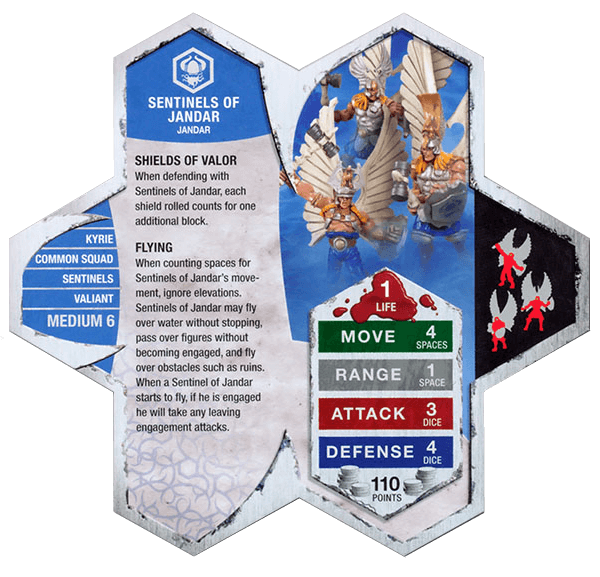 SENTINELS OF
JANDAR
JANDAR
SHIELDS OF VALOR
When defending with
Sentinels of Jandar, each
shield rolled counts for one
additional block.
FLYING
When counting spaces for
Sentinels of Jandar's move-
ment, ignore elevations.
Sentinels of Jandar may fly
over water without stopping,
pass over figures without
becoming engaged, and fly
over obstacles such as ruins.
When a Sentinel of Jandar
starts to fly, if he is engaged
he will take any leaving
engagement attacks.
KYRIE
COMMON SQUAD
SENTINELS
VALIANT
MEDIUM 6
1
LIFE
MOVE 4
SPACES
RANGE 1
SPACE
ATTACK 3
DICE
DEFENSE 4
DICE
110
POINTS